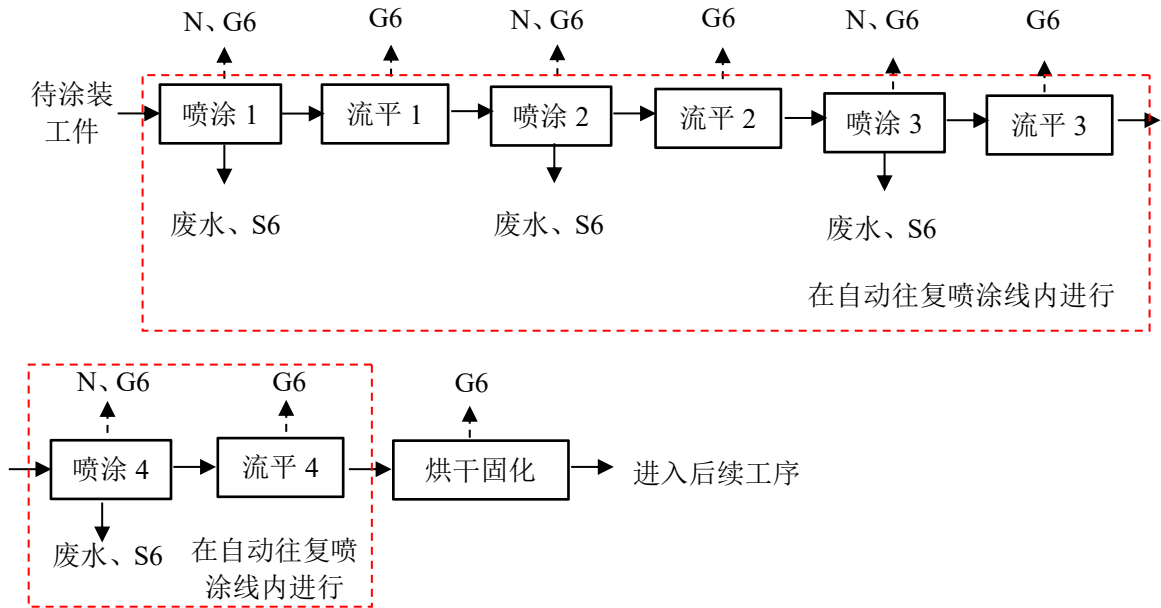 N、G6
G6
N、G6
G6
N、G6
G6
待涂装
工件
喷涂 1
流平 1
喷涂 2
流平 2
喷涂 3
流平 3
废水、S6
废水、S6
废水、S6
在自动往复喷涂线内进行
N、G6
G6
G6
喷涂 4
流平 4
烘干固化
进入后续工序
废水、S6
在自动往复喷
涂线内进行